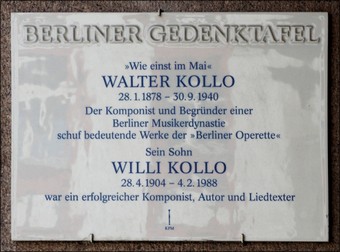 BERLINER GEDENKTAFEL
»Wie einst im Mai«
WALTER KOLLO
28.1.1878 – 30.9.1940
Der Komponist und Begründer einer
Berliner Musikerdynastie
schuf bedeutende Werke der »Berliner Operette«
Sein Sohn
WILLI KOLLO
28.4.1904 – 4.2.1988
war ein erfolgreicher Komponist, Autor und Liedtexter
KPM